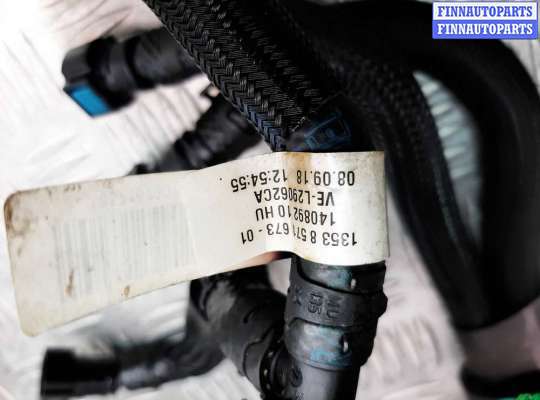 FINNAUTOPARTS
FINNAUTOPARTS
1353 8 571 673 - 01
14089210 HU
VE-L29062CA
08.09.18 12:54:55